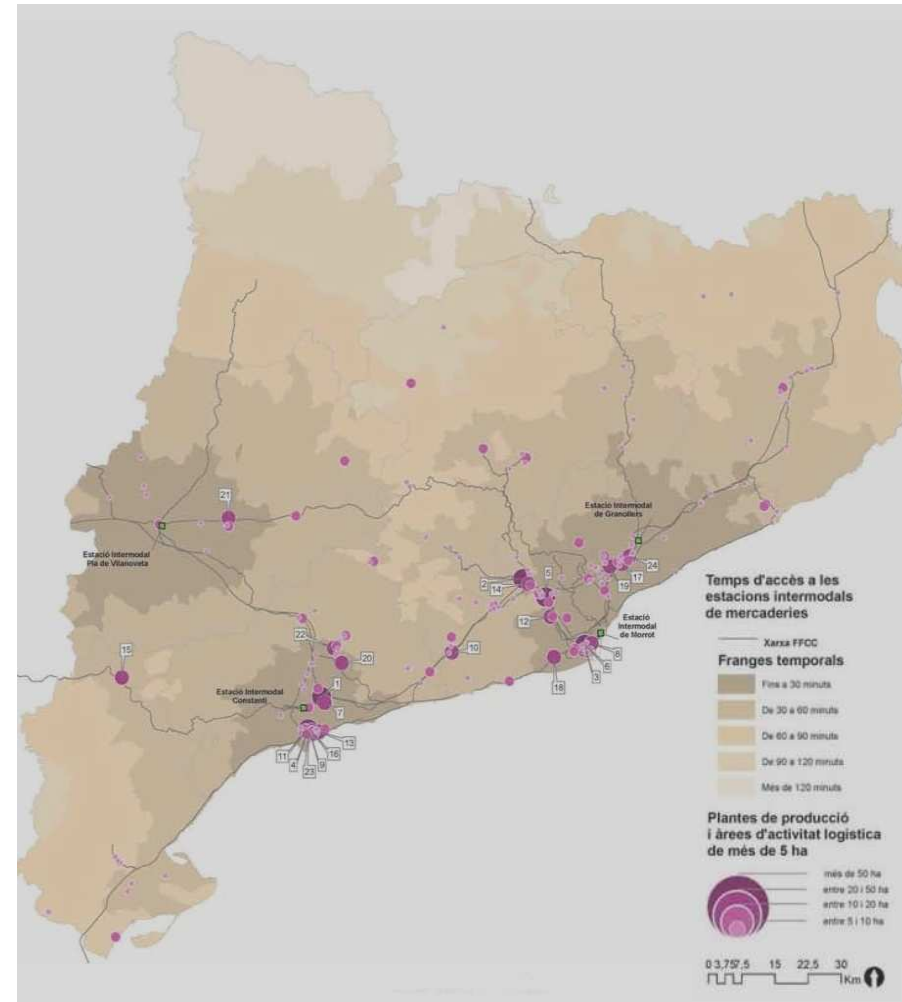 21
Estació Intermodal
Pla de Vilanoveta
Estació Intermodal
de Granollers
2
14
5
24
17
19
12
Estació
Intermodal
de Morrot
8
6
3
18
10
22
20
15
Estació Intermodal
Constantí
1
7
13
16
9
23
4
11
Temps d'accès a les
estacions intermodals
de mercaderies
Xarxa FFCC
Franges temporals
Fins a 30 minuts
De 30 a 60 minuts
De 60 a 90 minuts
De 90 a 120 minuts
Més de 120 minuts
Plantes de producció
i àrees d'activitat logística
de més de 5 ha
més de 50 ha
entre 20 i 50 ha
entre 10 i 20 ha
entre 5 i 10 ha
0 3,75 7,5 15 22,5 30
Km